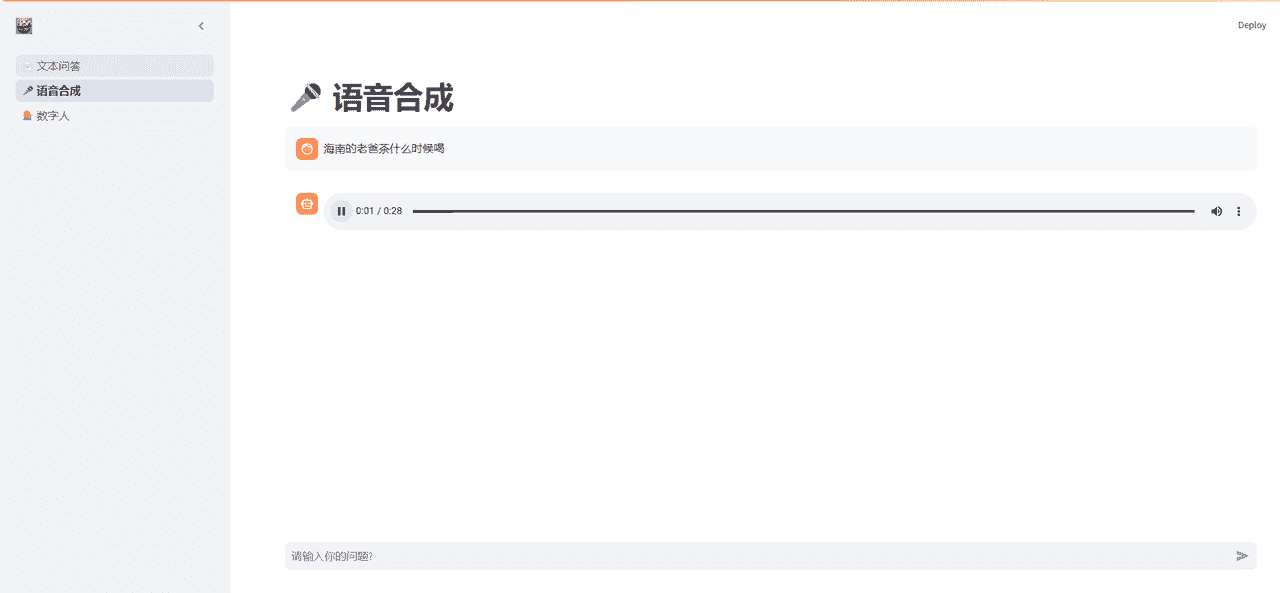 Deploy
文本问答
语音合成
数字人
语音合成
海南的老爸茶什么时候喝
0:01 / 0:28
请输入你的问题?